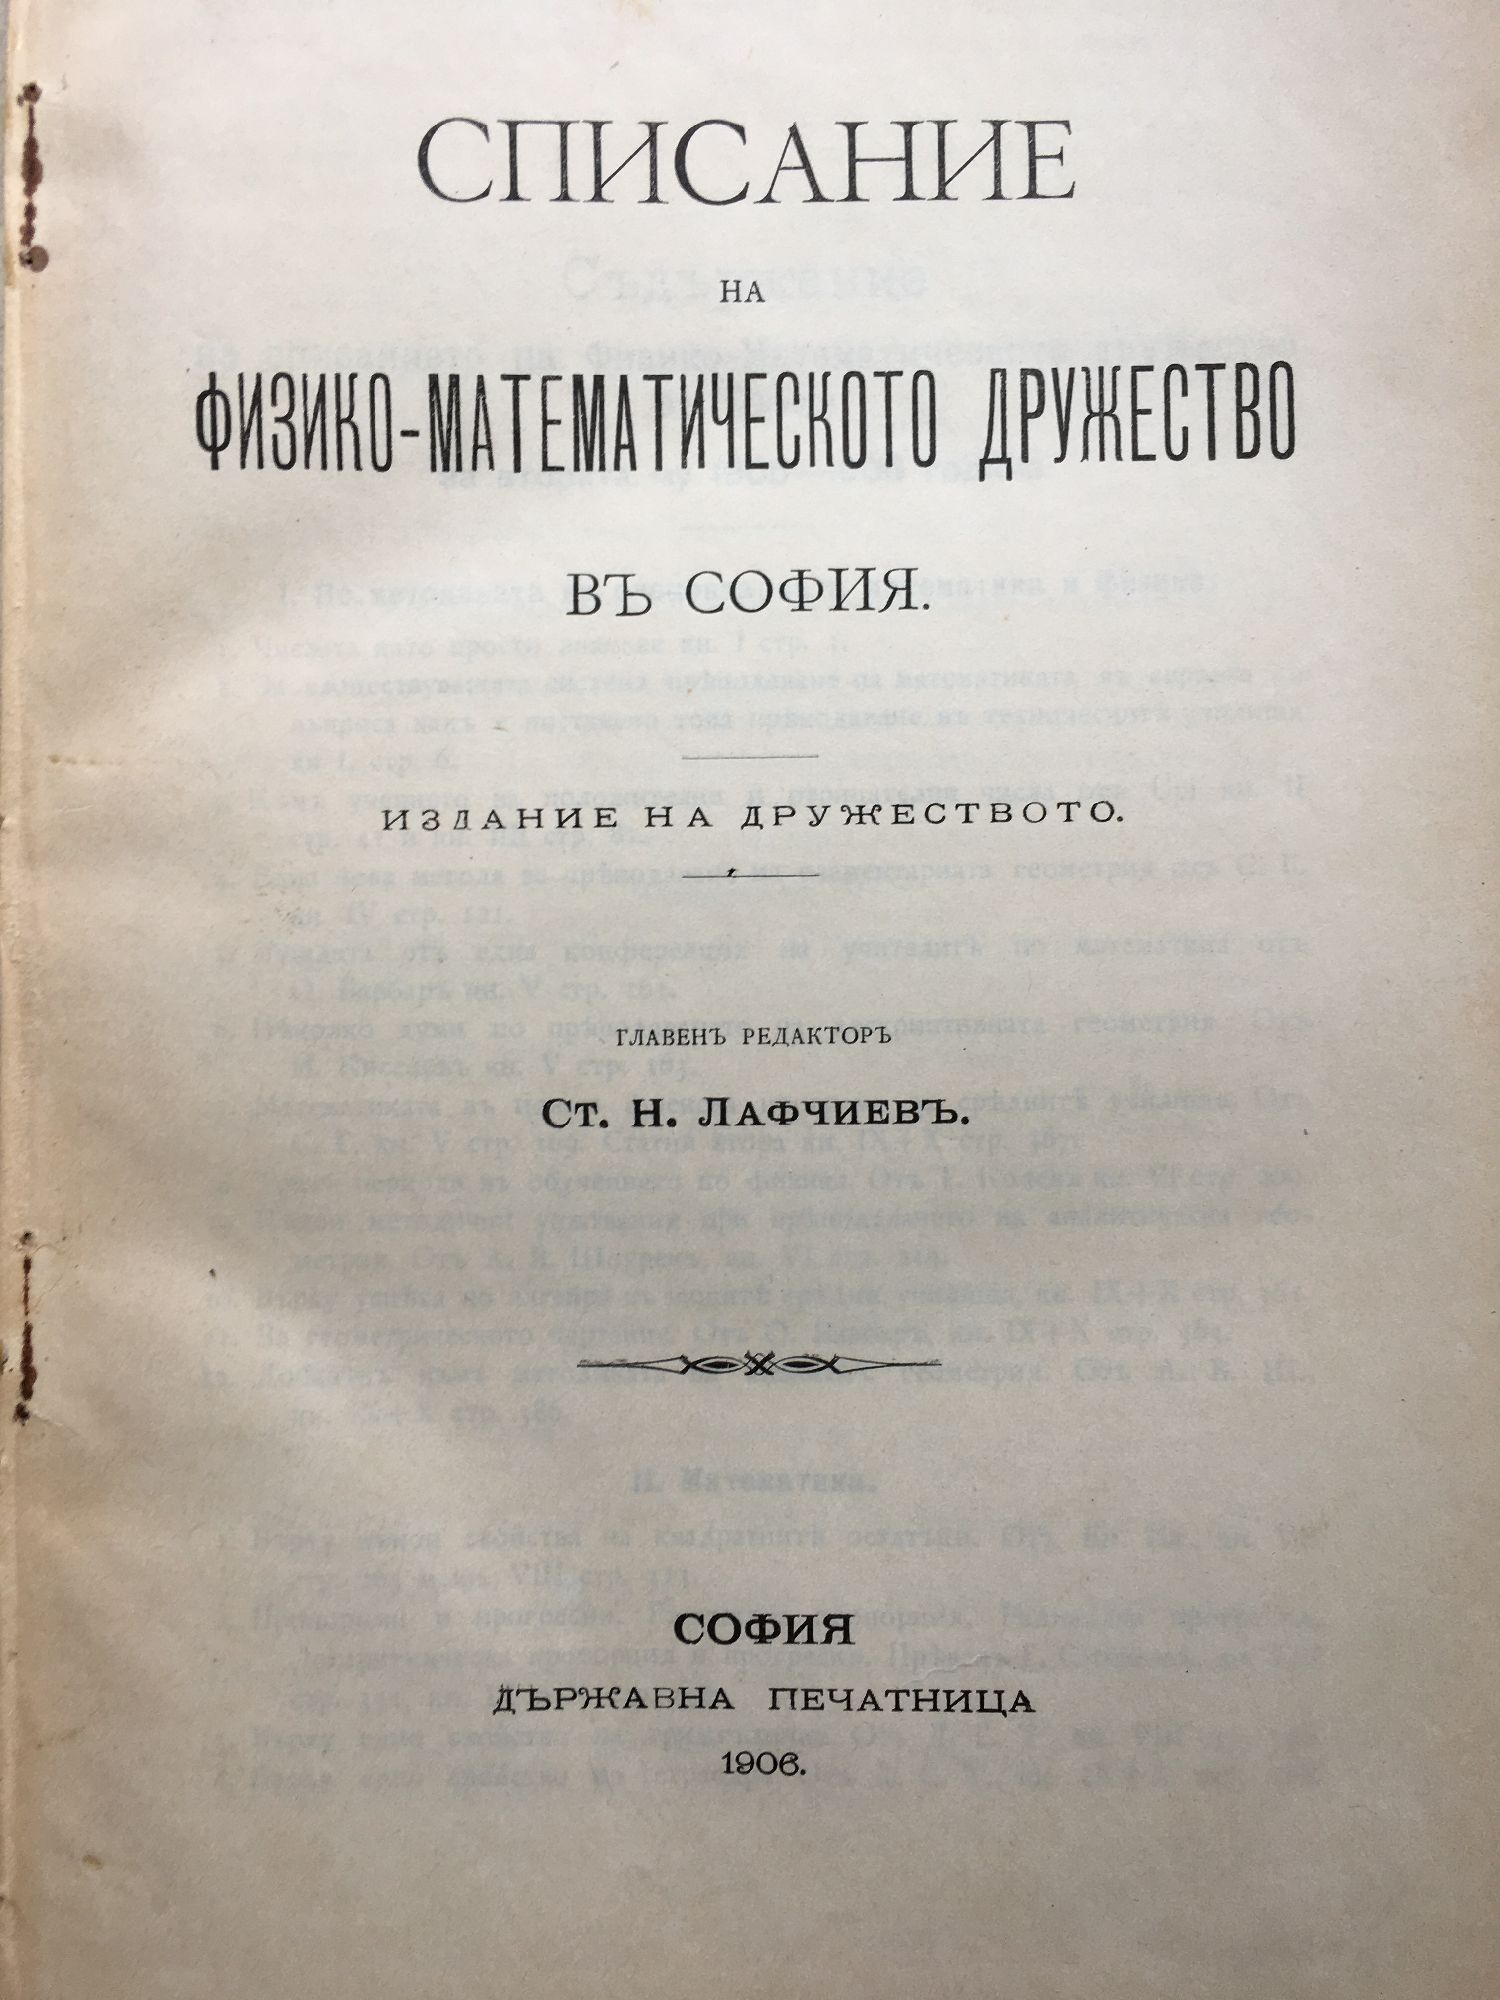 СПИСАНИЕ
НА
ФИЗИКО-МАТЕМАТИЧЕСКОТО ДРУЖЕСТВО
ВЪ СОФИЯ.
ИЗДАНИЕ НА ДРУЖЕСТВОТО.
ГЛАВЕНЪ РЕДАКТОРЪ
СТ. Н. ЛАФЧИЕВЪ.
СОФИЯ
ДЪРЖАВНА ПЕЧАТНИЦА
1906.